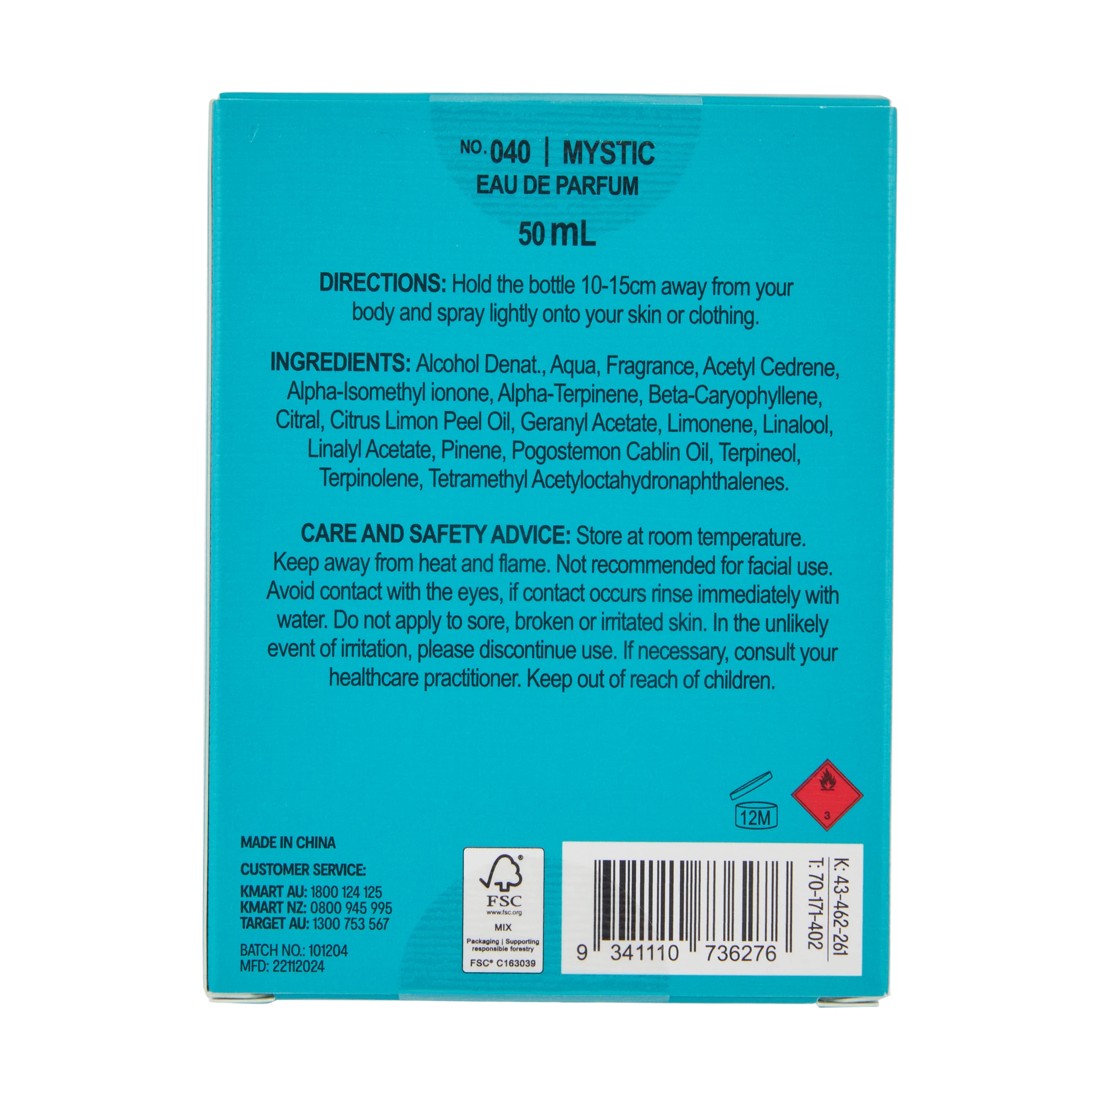 NO. 040 | MYSTIC
EAU DE PARFUM
50 mL
DIRECTIONS: Hold the bottle 10-15cm away from your
body and spray lightly onto your skin or clothing.
INGREDIENTS: Alcohol Denat., Aqua, Fragrance, Acetyl Cedrene,
Alpha-Isomethyl ionone, Alpha-Terpinene, Beta-Caryophyllene,
Citral, Citrus Limon Peel Oil, Geranyl Acetate, Limonene, Linalool,
Linalyl Acetate, Pinene, Pogostemon Cablin Oil, Terpineol,
Terpinolene, Tetramethyl Acetyloctahydronaphthalenes.
CARE AND SAFETY ADVICE: Store at room temperature.
Keep away from heat and flame. Not recommended for facial use.
Avoid contact with the eyes, if contact occurs rinse immediately with
water. Do not apply to sore, broken or irritated skin. In the unlikely
event of irritation, please discontinue use. If necessary, consult your
healthcare practitioner. Keep out of reach of children.
12M
3
MADE IN CHINA
CUSTOMER SERVICE:
KMART AU: 1800 124 125
KMART NZ: 0800 945 995
TARGET AU: 1300 753 567
BATCH NO.: 101204
MFD: 22112024
®
FSC
www.fsc.org
MIX
Packaging | Supporting
responsible forestry
FSC® C163039
9 341110 736276
K: 43-462-261
T: 70-171-402